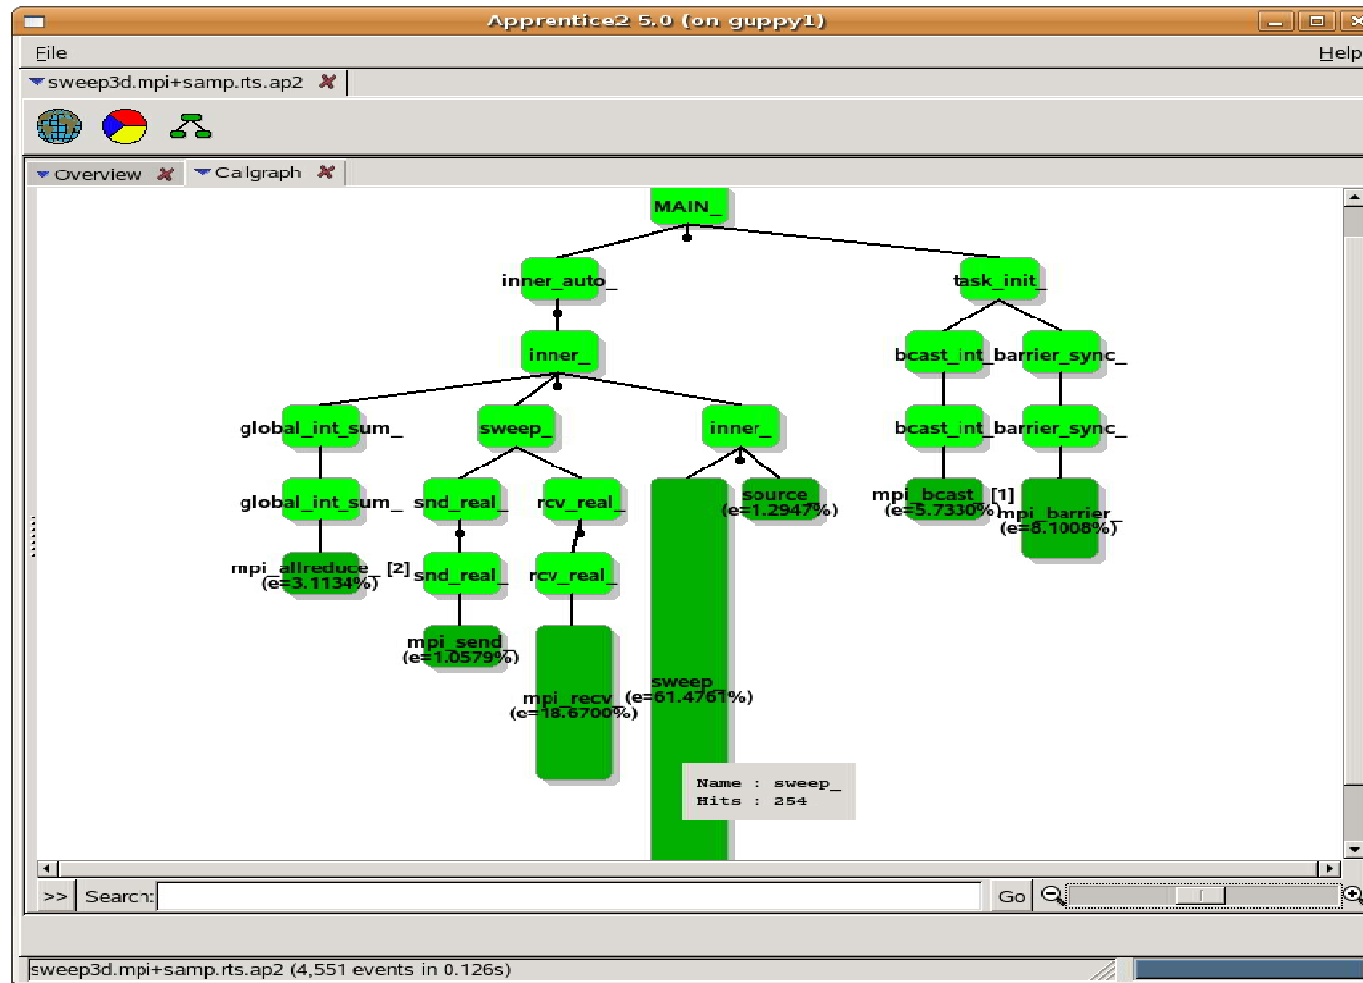 Apprentice2 5.0 (on guppy1)
File
Help
sweep3d.mpi+samp.rts.ap2
Overview
Callgraph
MAIN_
inner_auto_
task_init_
inner_
bcast_int_
barrier_sync_
global_int_sum_
sweep_
inner_
bcast_int_
barrier_sync_
global_int_sum_
snd_real_
rcv_real_
source_
(e=1.2947%)
mpi_bcast_ [1]
(e=5.7330%)
mpi_barrier_
(e=8.1008%)
mpi_allreduce_ [2]
(e=3.1134%)
snd_real_
rcv_real_
mpi_send_
(e=1.0579%)
mpi_recv_
(e=18.6700%)
sweep_
(e=61.4761%)
Name : sweep_
Hits : 254
>>
Search:
Go
sweep3d.mpi+samp.rts.ap2 (4,551 events in 0.126s)